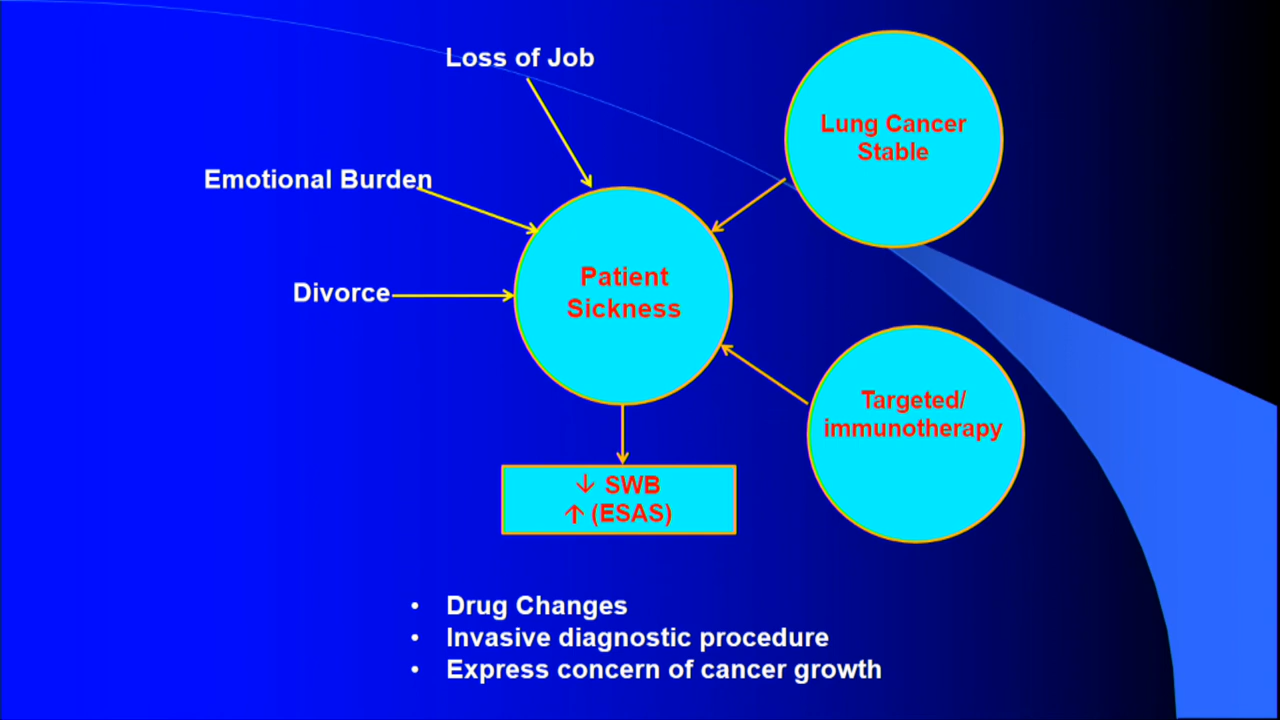 Loss of Job
Lung Cancer
Stable
Emotional Burden
Patient
Sickness
Divorce
Targeted/
immunotherapy
↓ SWB
↑ (ESAS)
• Drug Changes
• Invasive diagnostic procedure
• Express concern of cancer growth